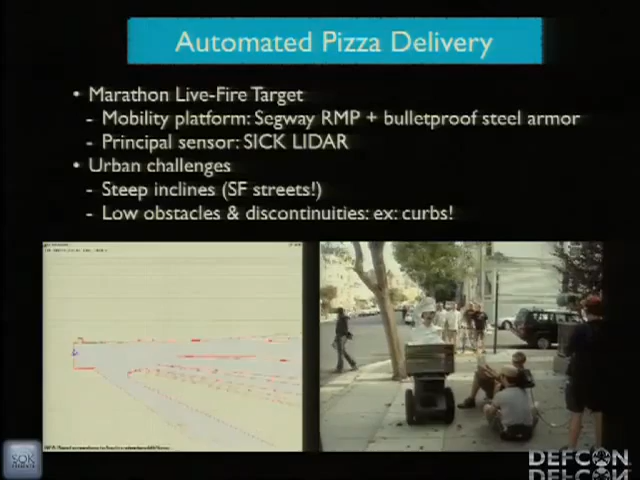 Automated Pizza Delivery
• Marathon Live-Fire Target
- Mobility platform: Segway RMP + bulletproof steel armor
- Principal sensor: SICK LIDAR
• Urban challenges
- Steep inclines (SF streets!)
- Low obstacles & discontinuities: ex: curbs!
SOK
DEFCON